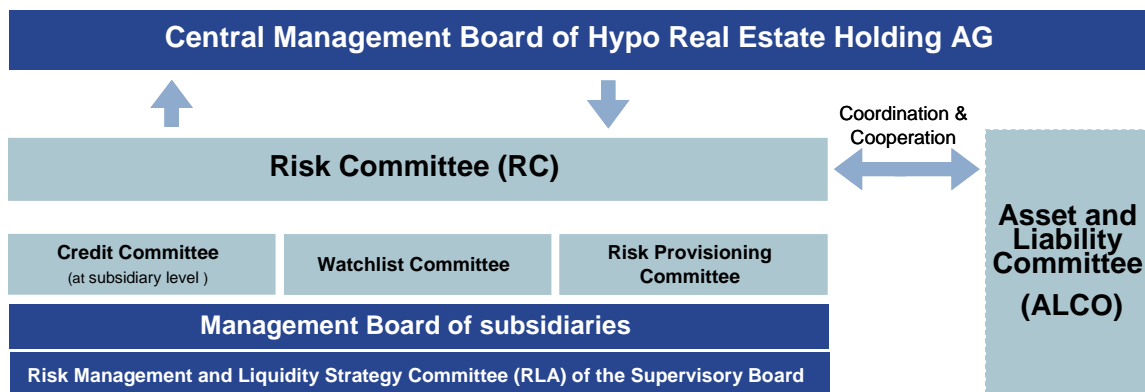 Central Management Board of Hypo Real Estate Holding AG
Coordination &
Cooperation
Risk Committee (RC)
Asset and
Liability
Committee
(ALCO)
Credit Committee
(at subsidiary level )
Watchlist Committee
Risk Provisioning
Committee
Management Board of subsidiaries
Risk Management and Liquidity Strategy Committee (RLA) of the Supervisory Board